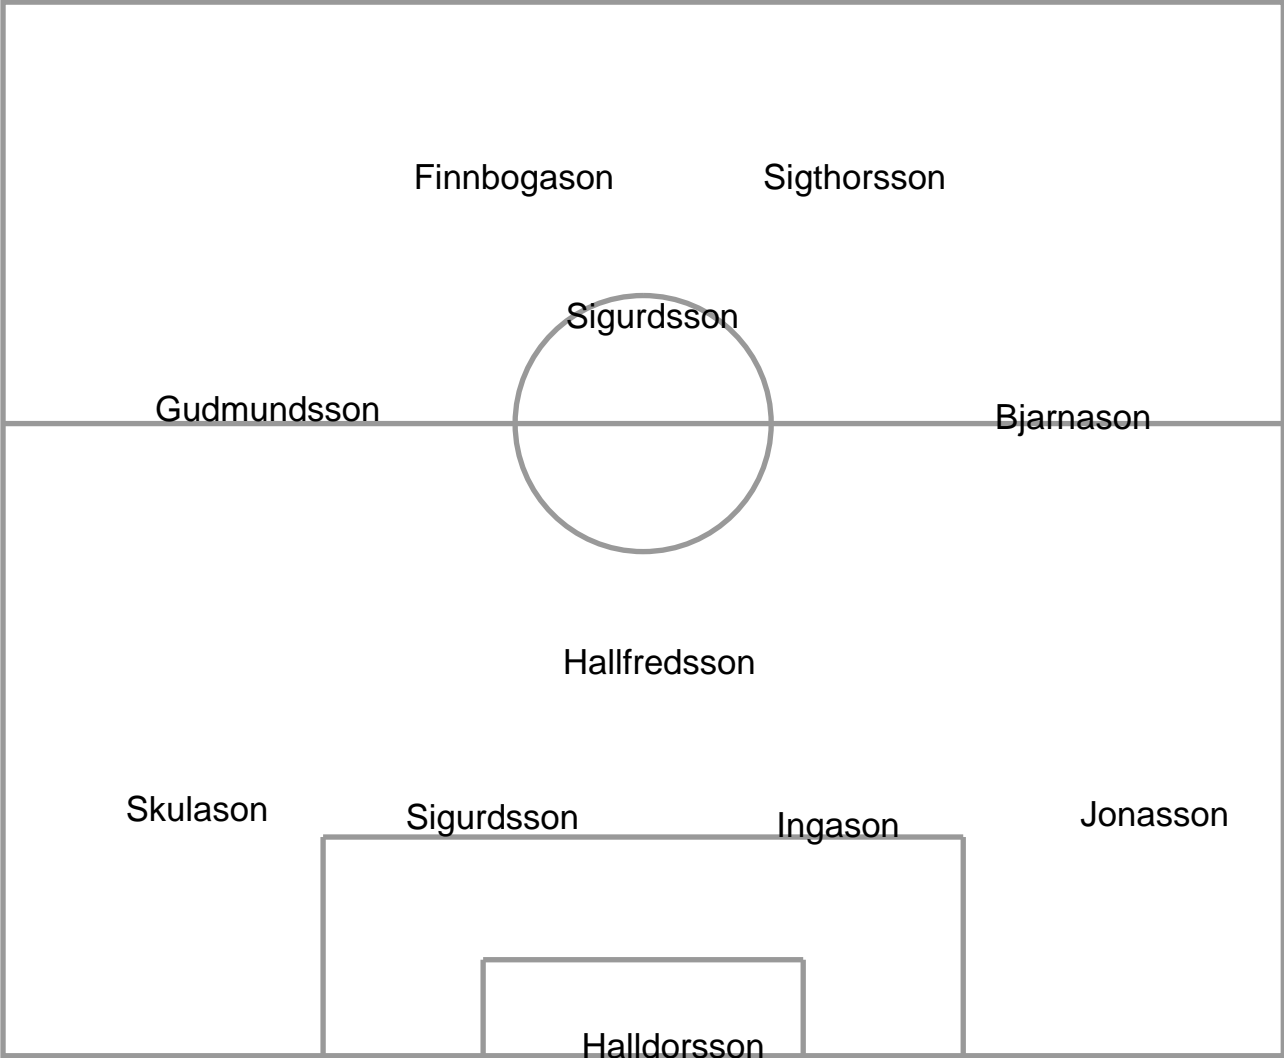 Finnbogason Sigthorsson
Sigurdsson
Gudmundsson Bjarnason
Hallfredsson
Skulason Sigurdsson Ingason Jonasson
Halldorsson